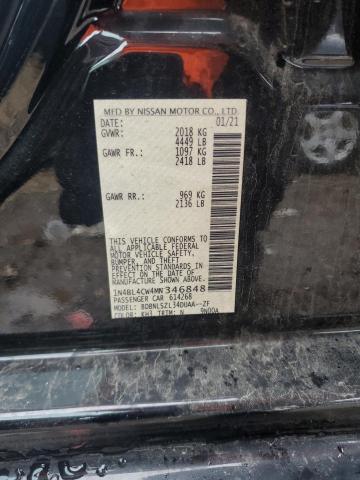 MFD BY NISSAN MOTOR CO., LTD.
DATE: 01/21
GVWR: 2018 KG
4449 LB
GAWR FR: 1097 KG
2418 LB
GAWR RR: 969 KG
2136 LB
THIS VEHICLE CONFORMS TO
ALL APPLICABLE FEDERAL
MOTOR VEHICLE SAFETY,
BUMPER, AND THEFT
PREVENTION STANDARDS IN
EFFECT ON THE DATE OF
MANUFACTURE SHOWN ABOVE.
1N4BL4CW4MN346848
PASSENGER CAR 614268
MODEL: BDBNLSZL34DUAA--ZF
COLOR: KH3 TRIM: N 9N00A